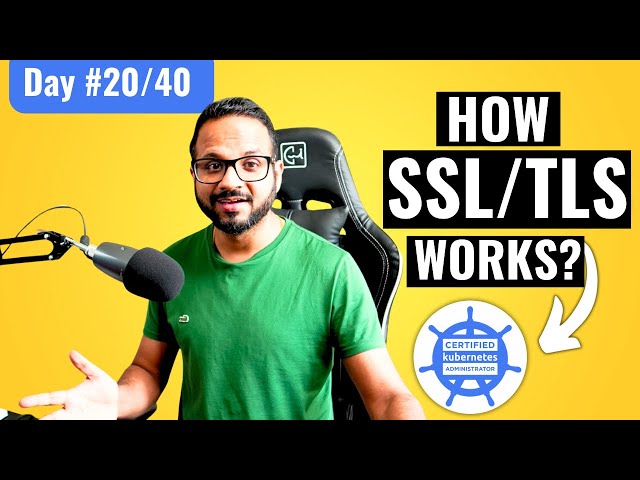 Day #20/40
HOW
SSL/TLS
WORKS?
CERTIFIED
kubernetes
ADMINISTRATOR